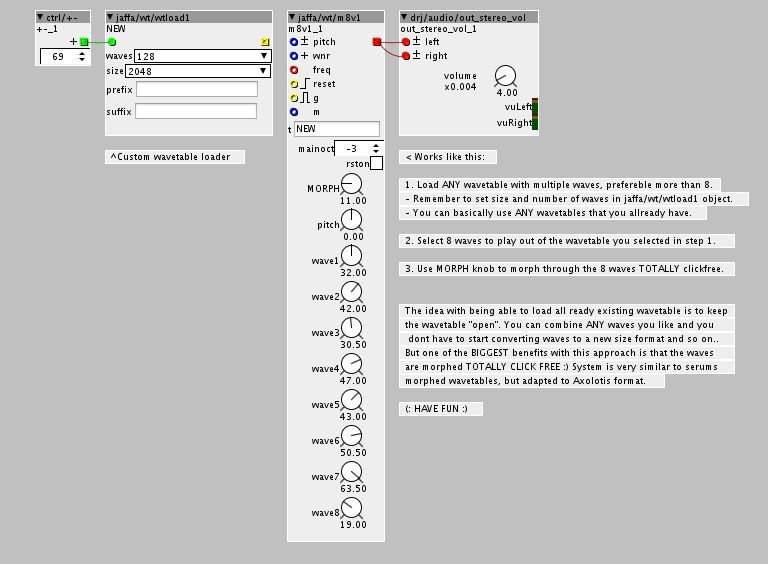 ctrl/+-
+-_1
+
69
jaffa/wt/wtload1
NEW
waves 128
size 2048
prefix
suffix
^Custom wavetable loader
jaffa/wt/m8v1
m8v1_1
± pitch
+ wnr
freq
reset
g
m
t NEW
mainoct -3
rston
MORPH
11.00
pitch
0.00
wave1
32.00
wave2
42.00
wave3
30.50
wave4
47.00
wave5
43.00
wave6
50.50
wave7
63.50
wave8
19.00
drj/audio/out_stereo_vol
out_stereo_vol_1
± left
± right
volume
x0.004
4.00
vuLeft
vuRight
< Works like this:
1. Load ANY wavetable with multiple waves, prefereble more than 8.
- Remember to set size and number of waves in jaffa/wt/wtload1 object.
- You can basically use ANY wavetables that you allready have.
2. Select 8 waves to play out of the wavetable you selected in step 1.
3. Use MORPH knob to morph through the 8 waves TOTALLY clickfree.
The idea with being able to load all ready existing wavetable is to keep
the wavetable "open". You can combine ANY waves you like and you
dont have to start converting waves to a new size format and so on..
But one of the BIGGEST benefits with this approach is that the waves
are morphed TOTALLY CLICK FREE :) System is very similar to serums
morphed wavetables, but adapted to Axolotis format.
(: HAVE FUN :)